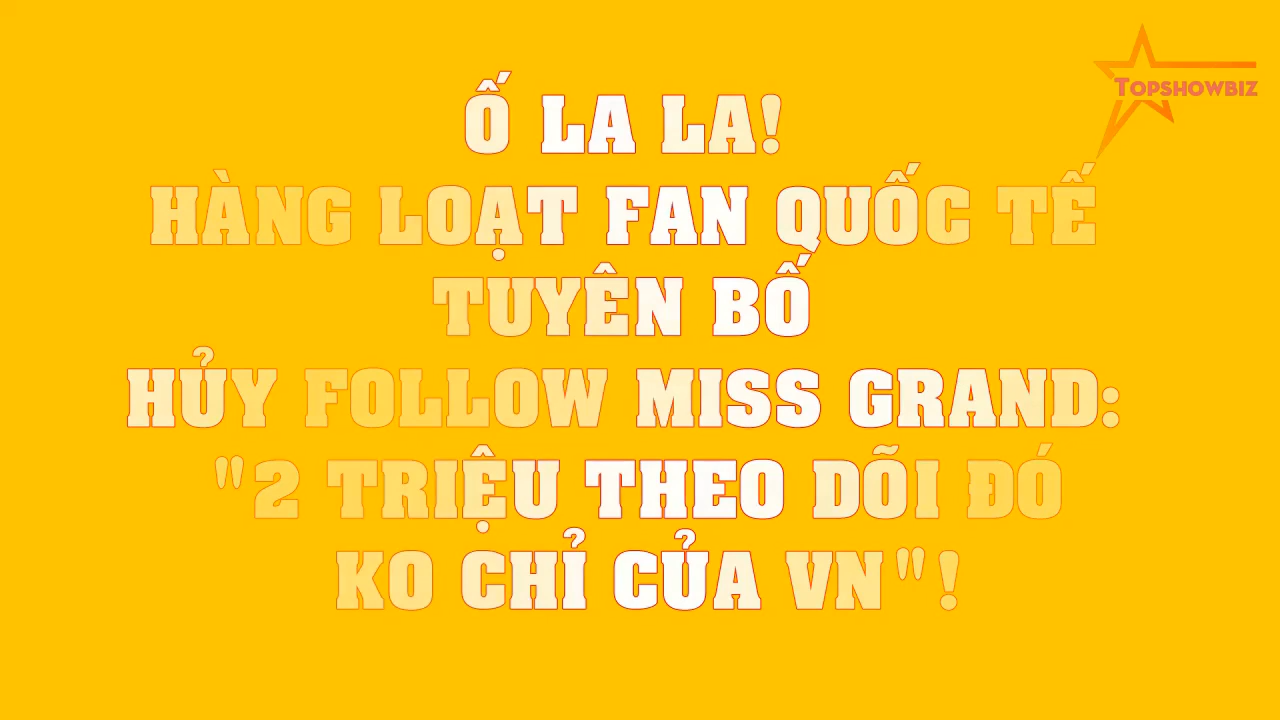 TOPSHOWBIZ
Ố LA LA!
HÀNG LOẠT FAN QUỐC TẾ
TUYÊN BỐ
HỦY FOLLOW MISS GRAND:
"2 TRIỆU THEO DÕI ĐÓ
KO CHỈ CỦA VN"!